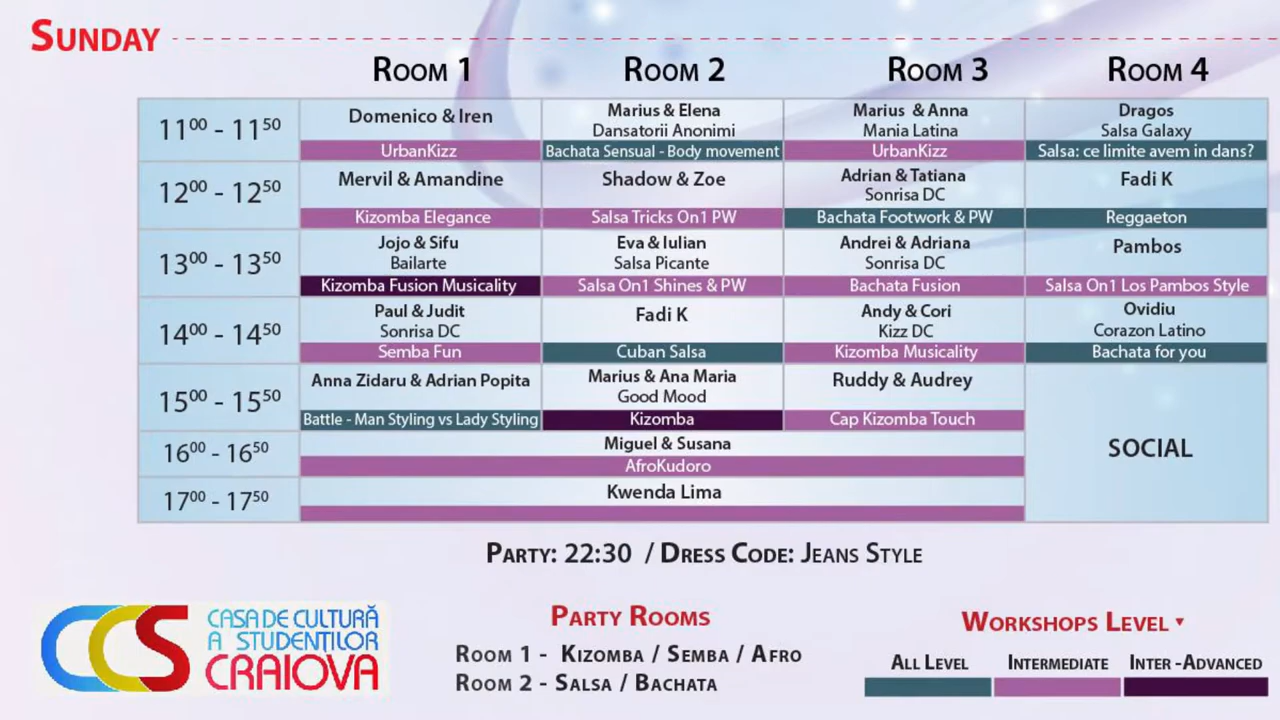 SUNDAY
ROOM 1 ROOM 2 ROOM 3 ROOM 4
11⁰⁰ - 11⁵⁰
Domenico & Iren
UrbanKizz
Marius & Elena
Dansatorii Anonimi
Bachata Sensual - Body movement
Marius & Anna
Mania Latina
UrbanKizz
Dragos
Salsa Galaxy
Salsa: ce limite avem in dans?
12⁰⁰ - 12⁵⁰
Mervil & Amandine
Kizomba Elegance
Shadow & Zoe
Salsa Tricks On1 PW
Adrian & Tatiana
Sonrisa DC
Bachata Footwork & PW
Fadi K
Reggaeton
13⁰⁰ - 13⁵⁰
Jojo & Sifu
Bailarte
Kizomba Fusion Musicality
Eva & Iulian
Salsa Picante
Salsa On1 Shines & PW
Andrei & Adriana
Sonrisa DC
Bachata Fusion
Pambos
Salsa On1 Los Pambos Style
14⁰⁰ - 14⁵⁰
Paul & Judit
Sonrisa DC
Semba Fun
Fadi K
Cuban Salsa
Andy & Cori
Kizz DC
Kizomba Musicality
Ovidiu
Corazon Latino
Bachata for you
15⁰⁰ - 15⁵⁰
Anna Zidaru & Adrian Popita
Battle - Man Styling vs Lady Styling
Marius & Ana Maria
Good Mood
Kizomba
Ruddy & Audrey
Cap Kizomba Touch
SOCIAL
16⁰⁰ - 16⁵⁰
Miguel & Susana
AfroKudoro
17⁰⁰ - 17⁵⁰
Kwenda Lima
PARTY: 22:30 / DRESS CODE: JEANS STYLE
CCS
CASA DE CULTURĂ
A STUDENȚILOR
CRAIOVA
PARTY ROOMS
ROOM 1 - KIZOMBA / SEMBA / AFRO
ROOM 2 - SALSA / BACHATA
WORKSHOPS LEVEL
ALL LEVEL INTERMEDIATE INTER-ADVANCED